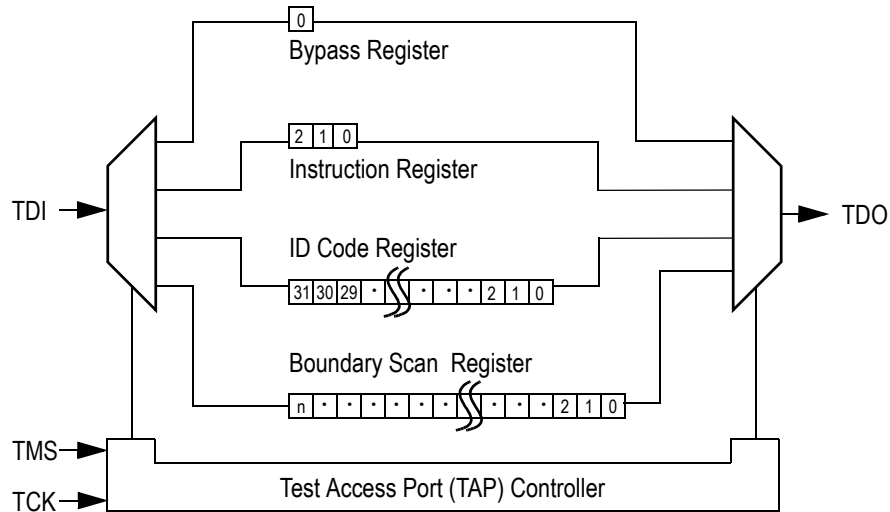 0
Bypass Register
2 1 0
Instruction Register
TDI
TDO
ID Code Register
31 30 29 · · · · 2 1 0
Boundary Scan Register
n · · · · · · · · · 2 1 0
TMS
Test Access Port (TAP) Controller
TCK